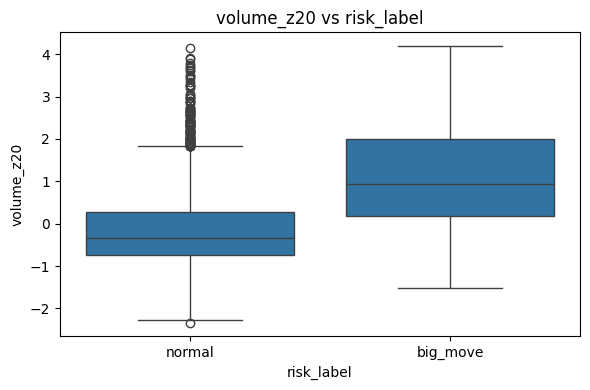 volume_z20 vs risk_label
4
3
2
1
0
−1
−2
volume_z20
normal
big_move
risk_label